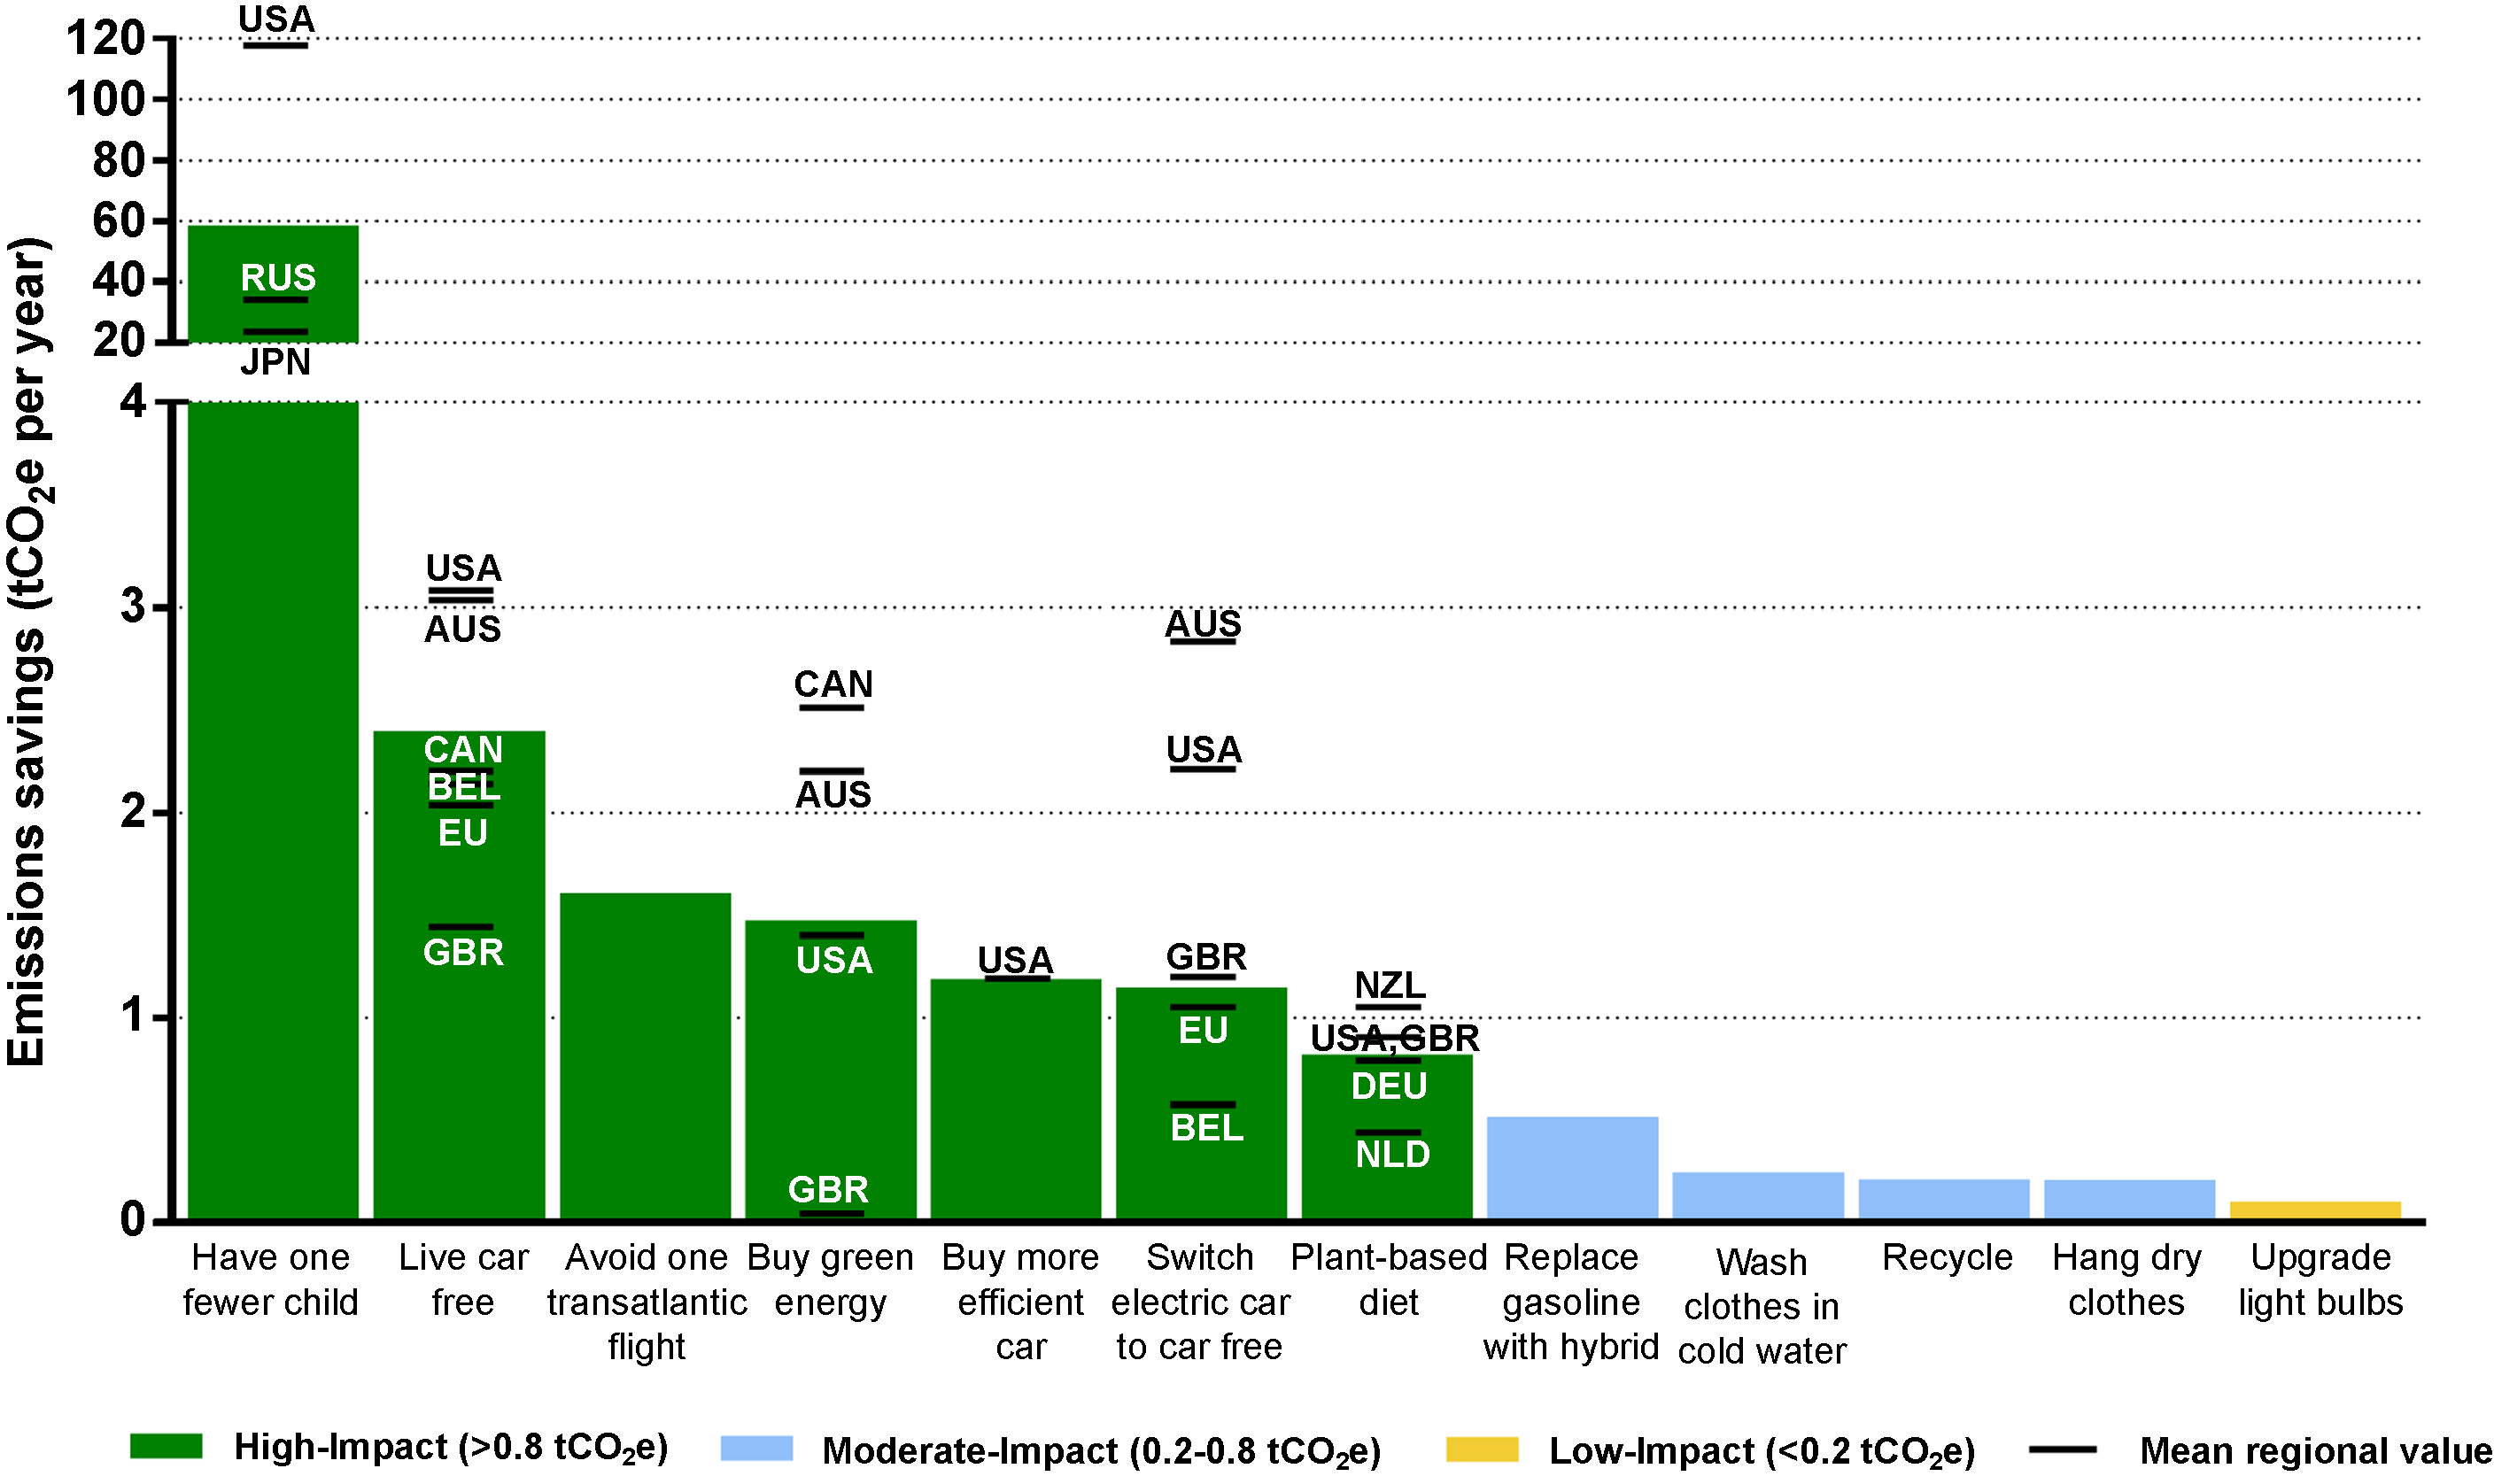 Emissions savings (tCO₂e per year)
120
100
80
60
40
20
4
3
2
1
0
USA
RUS
JPN
USA
AUS
CAN
BEL
EU
GBR
CAN
AUS
USA
GBR
USA
AUS
USA
GBR
EU
BEL
NZL
USA,GBR
DEU
NLD
Have one
fewer child
Live car
free
Avoid one
transatlantic
flight
Buy green
energy
Buy more
efficient
car
Switch
electric car
to car free
Plant-based
diet
Replace
gasoline
with hybrid
Wash
clothes in
cold water
Recycle
Hang dry
clothes
Upgrade
light bulbs
High-Impact (>0.8 tCO₂e)
Moderate-Impact (0.2-0.8 tCO₂e)
Low-Impact (<0.2 tCO₂e)
Mean regional value